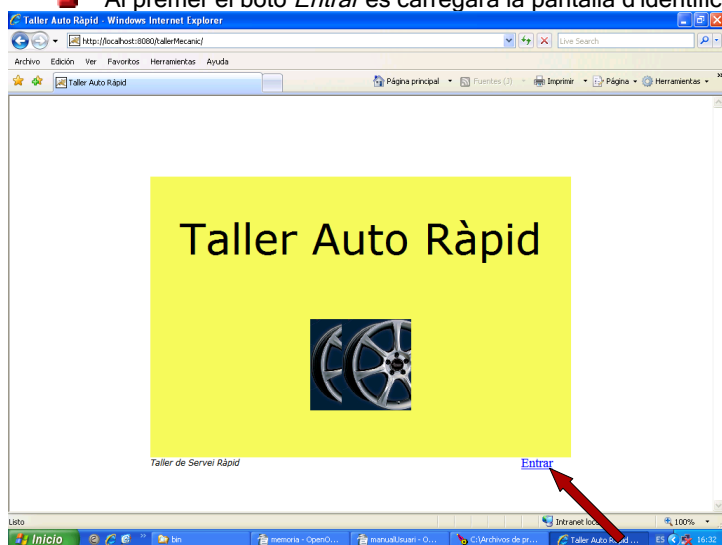 Al prémer el botó Entrar es carregarà la pantalla d'identific
Taller Auto Ràpid - Windows Internet Explorer
http://localhost:8080/tallerMecanic/
Live Search
Archivo Edición Ver Favoritos Herramientas Ayuda
Taller Auto Ràpid
Página principal
Fuentes (J)
Imprimir
Página
Herramientas
Taller Auto Ràpid
Taller de Servei Ràpid
Entrar
Listo
Intranet loc
100%
Inicio
bin
memoria - OpenO...
manualUsuari - O...
C:\Archivos de pr...
Taller Auto Ràpid ...
ES
16:32